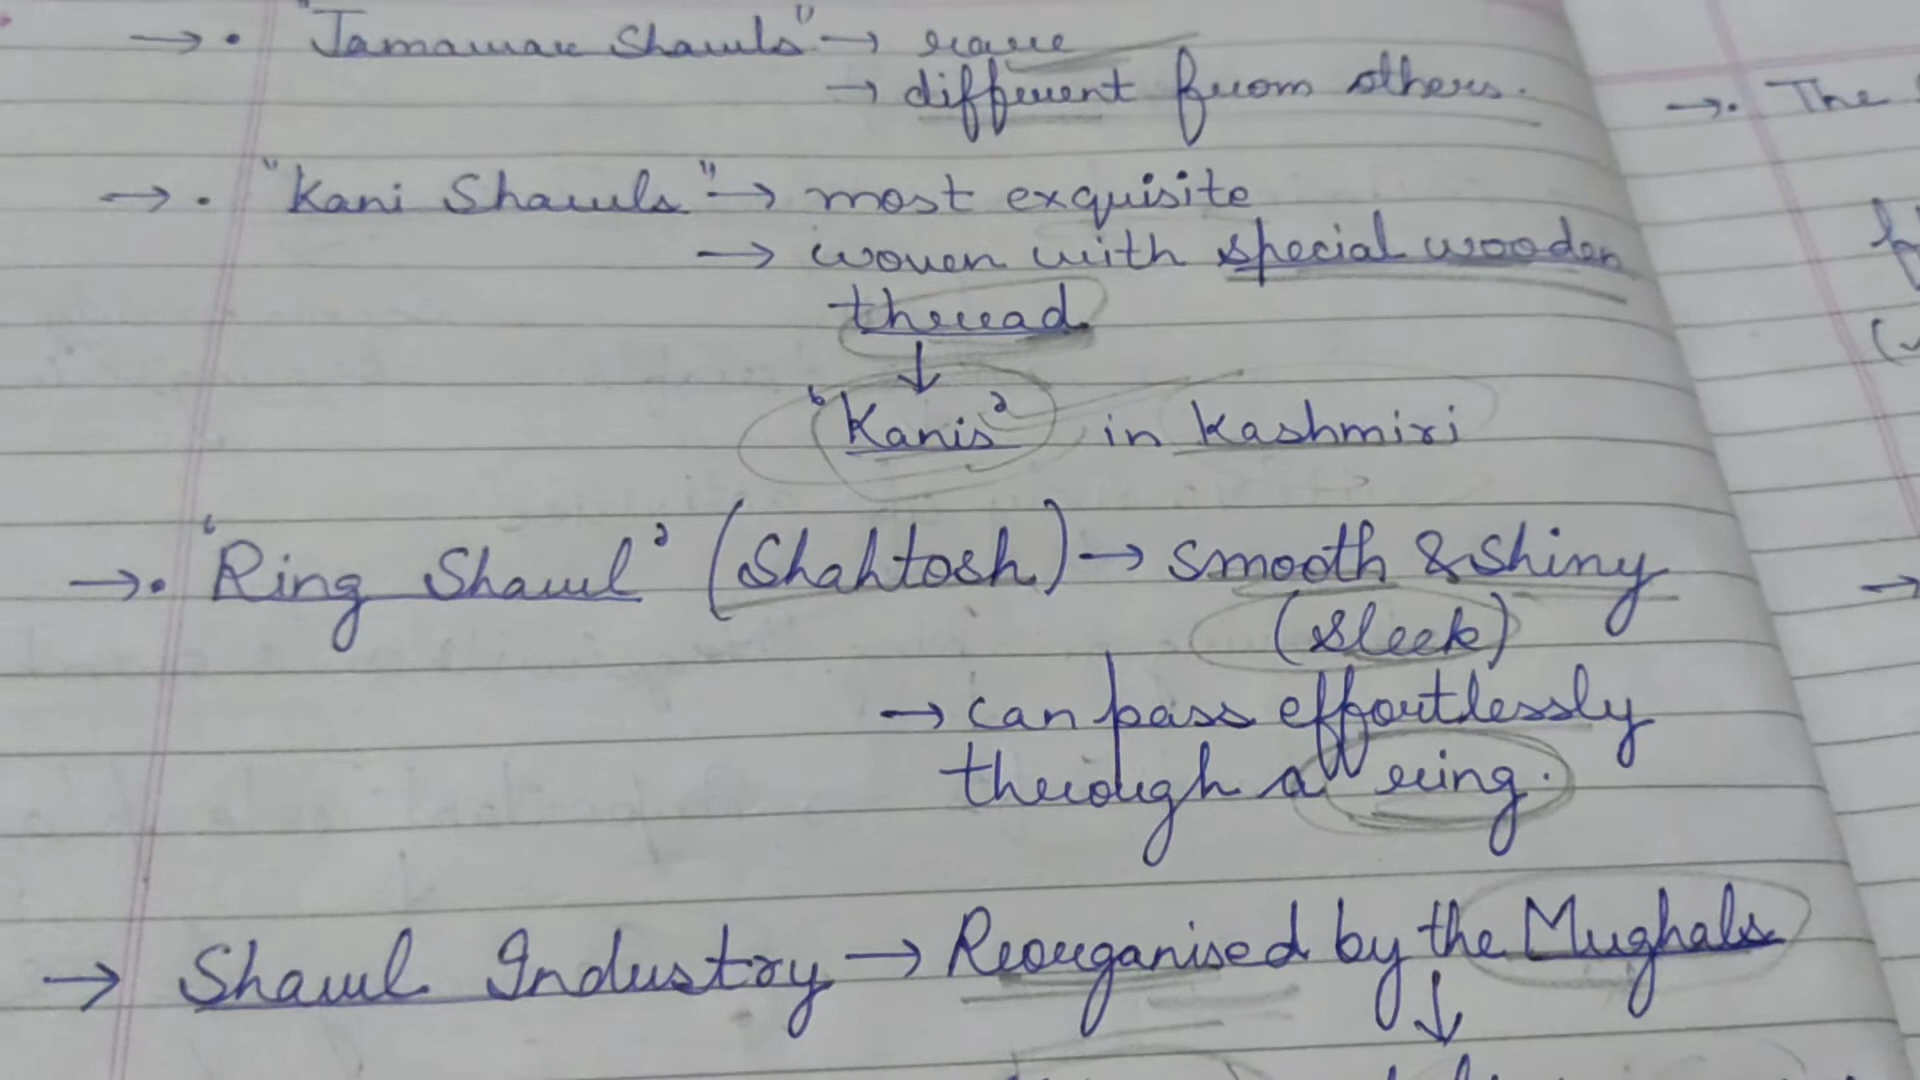 →• "Jamawar Shawls" → rare
→ different from others.
→• "Kani Shawls" → most exquisite
→ woven with special wooden
thread
↓
'Kanis' in Kashmiri
→• 'Ring Shawl' (Shahtosh) → smooth & shiny
(sleek)
→ can pass effortlessly
through a ring.
→ Shawl Industry → Reorganised by the Mughals
↓
→• The
→